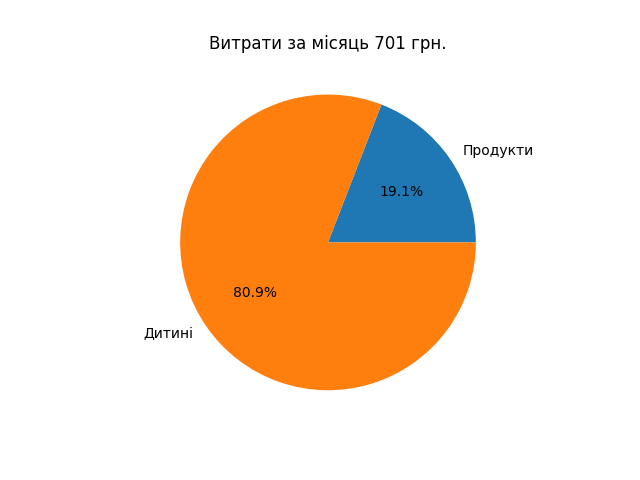 Витрати за місяць 701 грн.
Продукти
19.1%
80.9%
Дитині